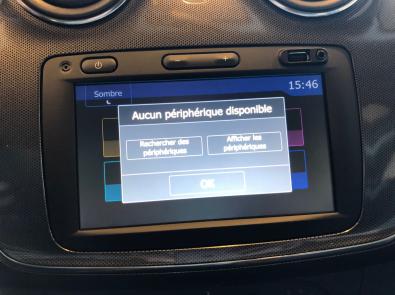 Sombre
15:46
Aucun périphérique disponible
Rechercher des
périphériques
Afficher les
périphériques
OK